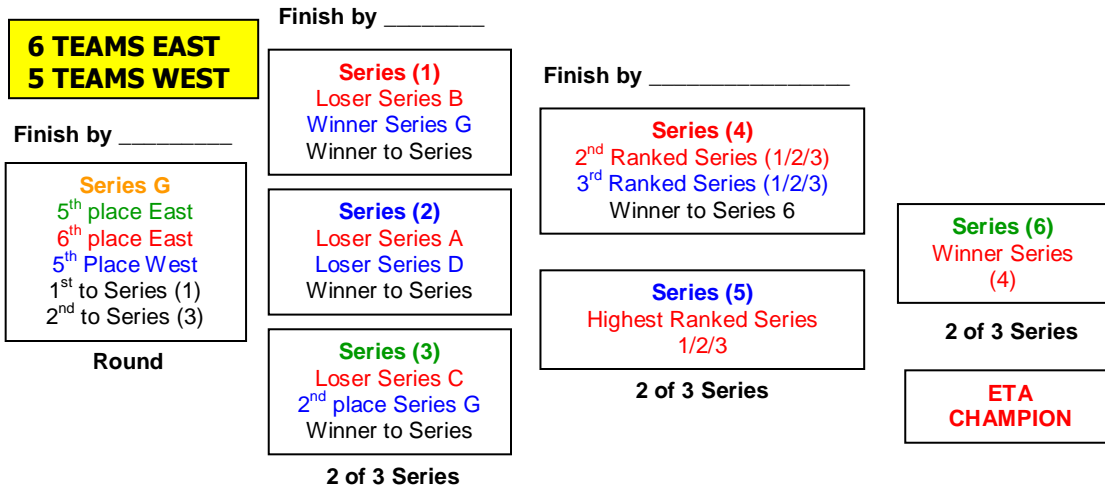 6 TEAMS EAST
5 TEAMS WEST
Finish by _________
Series G
5th place East
6th place East
5th Place West
1st to Series (1)
2nd to Series (3)
Round
Finish by ________
Series (1)
Loser Series B
Winner Series G
Winner to Series
Series (2)
Loser Series A
Loser Series D
Winner to Series
Series (3)
Loser Series C
2nd place Series G
Winner to Series
2 of 3 Series
Finish by ________________
Series (4)
2nd Ranked Series (1/2/3)
3rd Ranked Series (1/2/3)
Winner to Series 6
Series (5)
Highest Ranked Series
1/2/3
2 of 3 Series
Series (6)
Winner Series
(4)
2 of 3 Series
ETA
CHAMPION